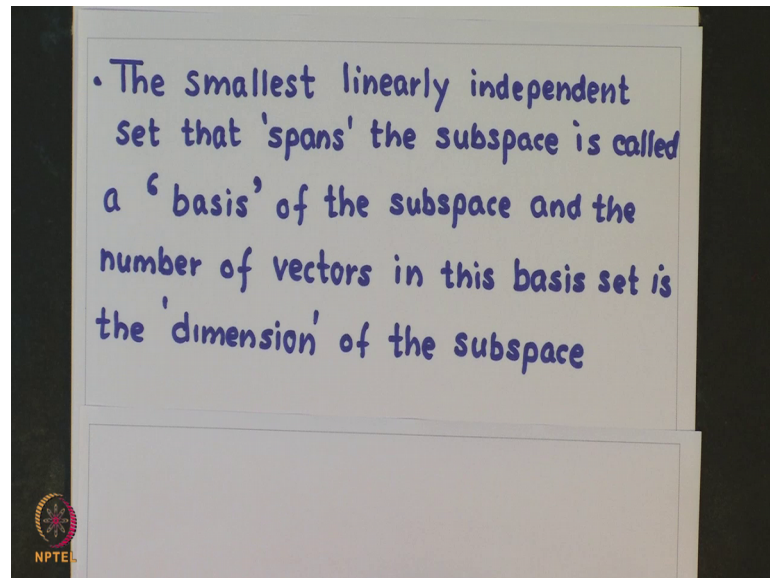 . The smallest linearly independent
set that 'spans' the subspace is called
a 'basis' of the subspace and the
number of vectors in this basis set is
the 'dimension' of the subspace
NPTEL